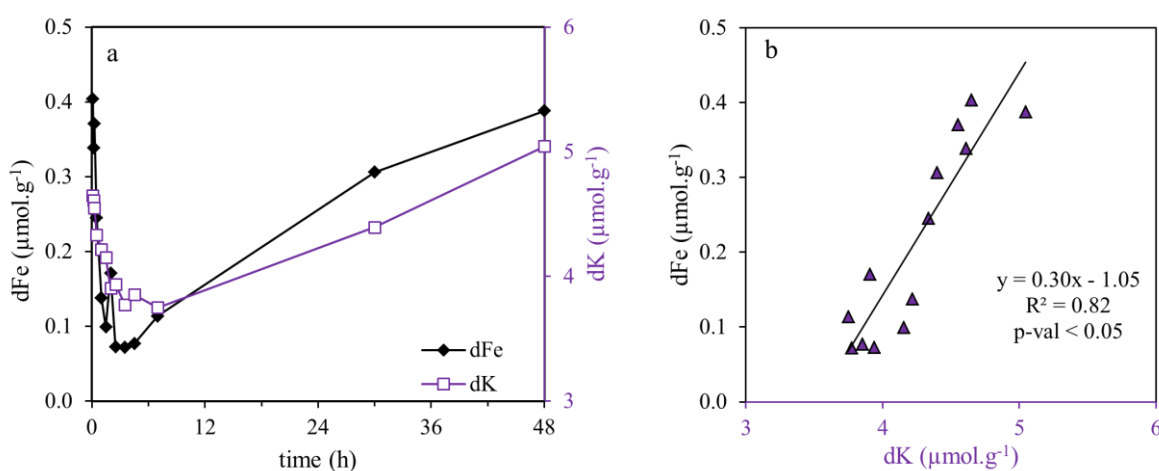 a
0.5
0.4
0.3
0.2
0.1
0.0
dFe (µmol.g⁻¹)
6
5
4
3
dK (µmol.g⁻¹)
dFe
dK
0 12 24 36 48
time (h)
b
0.5
0.4
0.3
0.2
0.1
0.0
dFe (µmol.g⁻¹)
y = 0.30x - 1.05
R² = 0.82
p-val < 0.05
3 4 5 6
dK (µmol.g⁻¹)